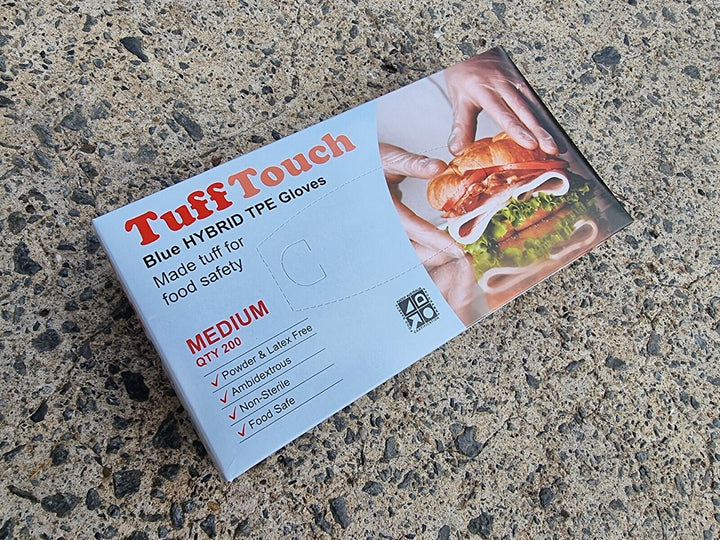 Tuff Touch
Blue HYBRID TPE Gloves
Made tuff for
food safety
MEDIUM
QTY 200
Powder & Latex Free
Ambidextrous
Non-Sterile
Food Safe